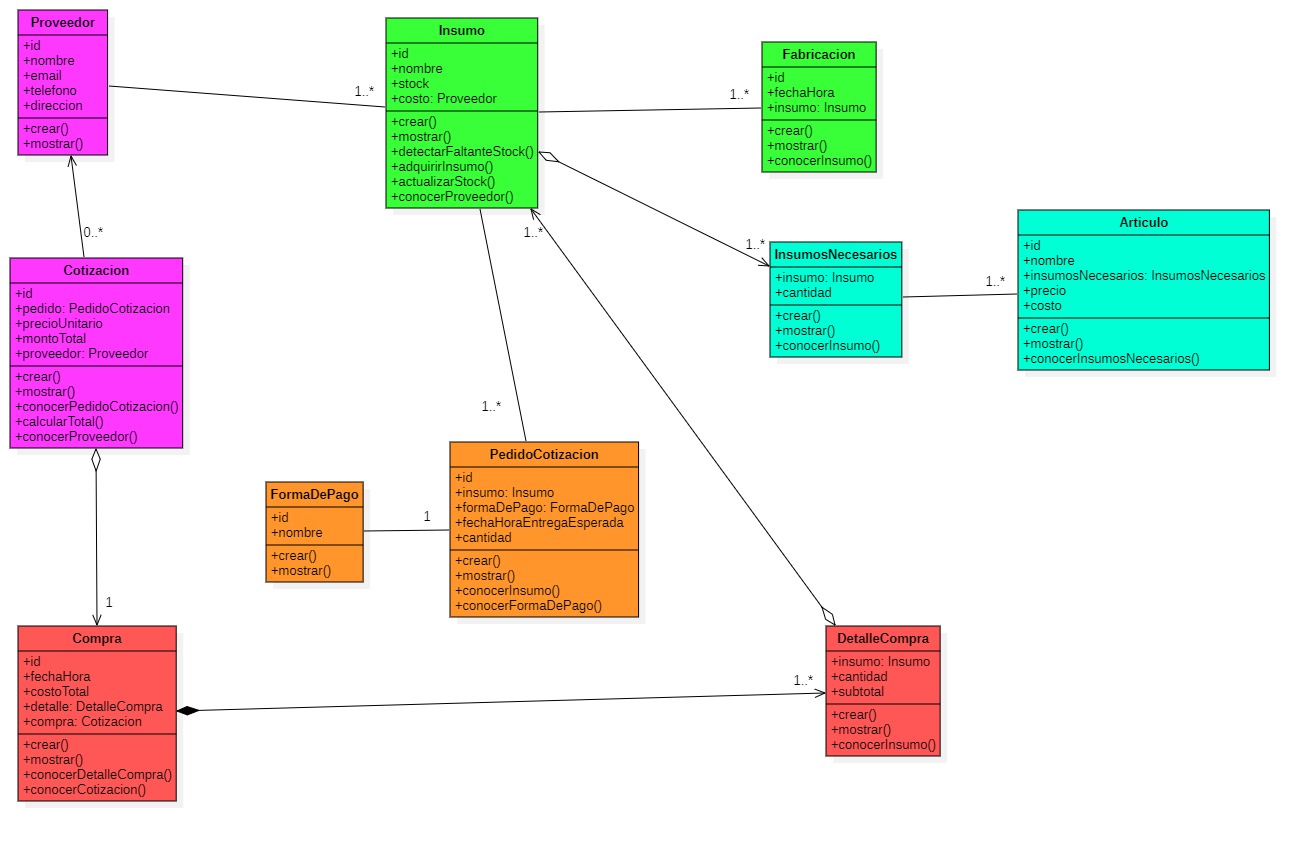 Proveedor
+id
+nombre
+email
+telefono
+direccion
+crear()
+mostrar()
1..*
Insumo
+id
+nombre
+stock
+costo: Proveedor
+crear()
+mostrar()
+detectarFaltanteStock()
+adquirirInsumo()
+actualizarStock()
+conocerProveedor()
1..*
Fabricacion
+id
+fechaHora
+insumo: Insumo
+crear()
+mostrar()
+conocerInsumo()
0..*
1..*
1..*
InsumosNecesarios
+insumo: Insumo
+cantidad
+crear()
+mostrar()
+conocerInsumo()
1..*
Articulo
+id
+nombre
+insumosNecesarios: InsumosNecesarios
+precio
+costo
+crear()
+mostrar()
+conocerInsumosNecesarios()
Cotizacion
+id
+pedido: PedidoCotizacion
+precioUnitario
+montoTotal
+proveedor: Proveedor
+crear()
+mostrar()
+conocerPedidoCotizacion()
+calcularTotal()
+conocerProveedor()
1..*
FormaDePago
+id
+nombre
+crear()
+mostrar()
1
PedidoCotizacion
+id
+insumo: Insumo
+formaDePago: FormaDePago
+fechaHoraEntregaEsperada
+cantidad
+crear()
+mostrar()
+conocerInsumo()
+conocerFormaDePago()
1
Compra
+id
+fechaHora
+costoTotal
+detalle: DetalleCompra
+compra: Cotizacion
+crear()
+mostrar()
+conocerDetalleCompra()
+conocerCotizacion()
1..*
DetalleCompra
+insumo: Insumo
+cantidad
+subtotal
+crear()
+mostrar()
+conocerInsumo()